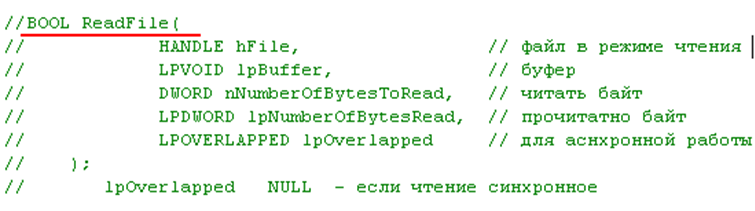 //BOOL ReadFile(
// HANDLE hFile, // файл в режиме чтения
// LPVOID lpBuffer, // буфер
// DWORD nNumberOfBytesToRead, // читать байт
// LPDWORD lpNumberOfBytesRead, // прочитатно байт
// LPOVERLAPPED lpOverlapped // для аснхронной работы
// );
// lpOverlapped NULL - если чтение синхронное